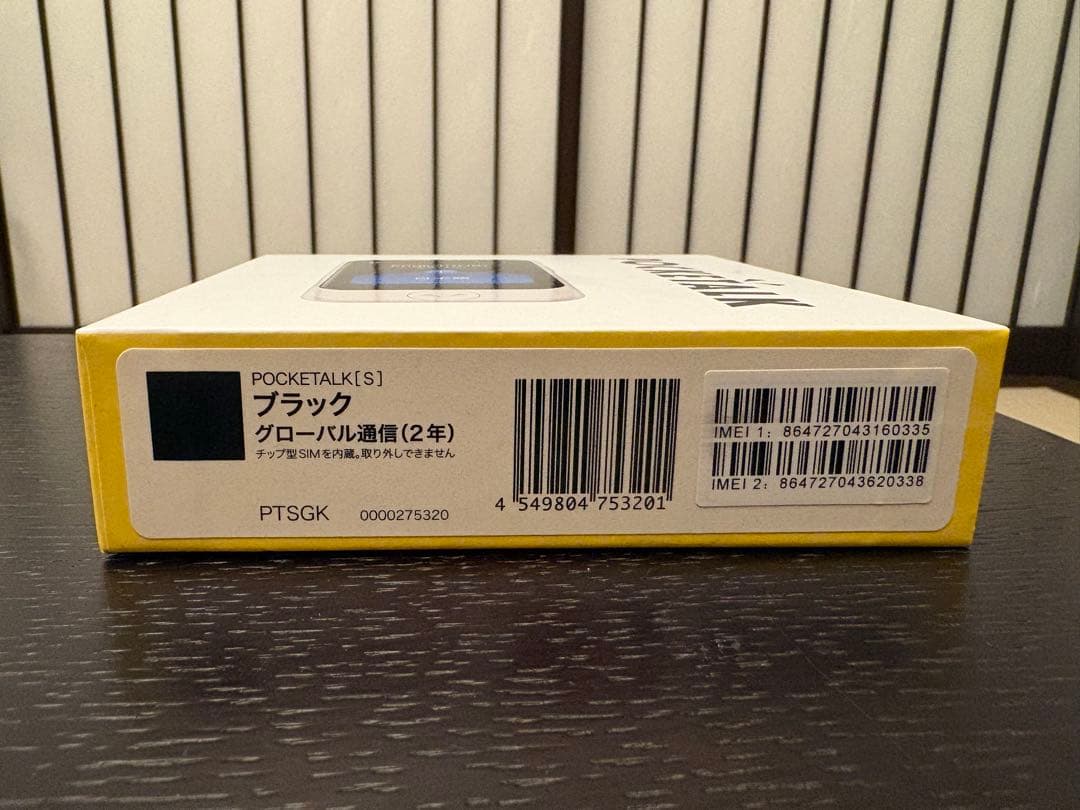 POCKETALK
POCKETALK[S]
ブラック
グローバル通信(2年)
チップ型SIMを内蔵。取り外しできません
PTSGK 0000275320
4 549804 753201
IMEI 1: 864727043160335
IMEI 2: 864727043620338